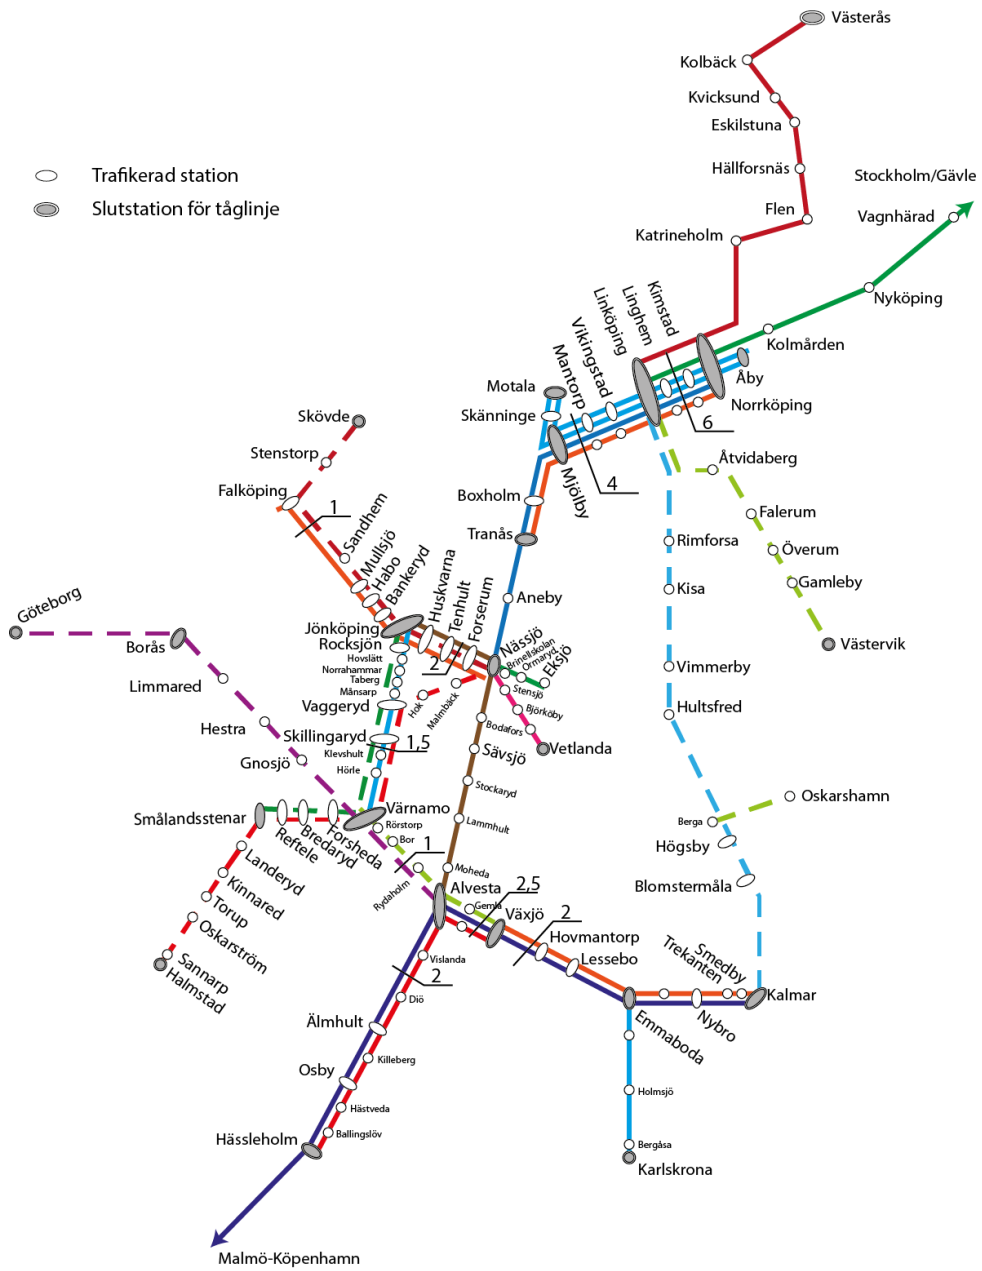 Västerås
Kolbäck
Kvicksund
Eskilstuna
Hällforsnäs
Trafikerad station
Stockholm/Gävle
Slutstation för tåglinje
Flen
Vagnhärad
Katrineholm
Nyköping
Kimstad
Linghem
Linköping
Kolmården
Vikingstad
Mantorp
Åby
Motala
Norrköping
Skänninge
6
Skövde
Stenstorp
Åtvidaberg
Mjölby
4
Falköping
Boxholm
1
Falerum
Sandhem
Tranås
Rimforsa
Överum
Mullsjö
Habo
Bankeryd
Kisa
Gamleby
Aneby
Göteborg
Huskvarna
Tenhult
Forserum
Jönköping
Borås
Rocksjön
Nässjö
Västervik
Brinellskolan
Ormaryd
Eksjö
Hovslätt
Norrahammar
2
Vimmerby
Taberg
Limmared
Månsarp
Stensjö
Vaggeryd
Hok
Malmbäck
Björköby
Hultsfred
Bodafors
Hestra
Skillingaryd
1,5
Sävsjö
Vetlanda
Klevshult
Gnosjö
Hörle
Stockaryd
Oskarshamn
Värnamo
Smålandsstenar
Lammhult
Berga
Rörstorp
Forsheda
Bredaryd
Reftele
Bor
Högsby
1
Landeryd
Moheda
Kinnared
Rydaholm
Alvesta
2,5
Blomstermåla
Torup
Gemla
Växjö
2
Oskarström
Hovmantorp
Smedby
Trekanten
Vislanda
Lessebo
Sannarp
Halmstad
2
Diö
Kalmar
Älmhult
Emmaboda
Nybro
Killeberg
Osby
Holmsjö
Hästveda
Ballingslöv
Hässleholm
Bergåsa
Karlskrona
Malmö-Köpenhamn